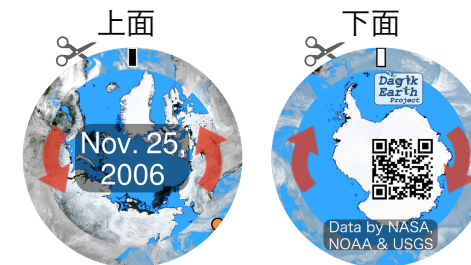 上面
下面
Nov. 25,
2006
Dagik
Earth
Project
Data by NASA,
NOAA & USGS